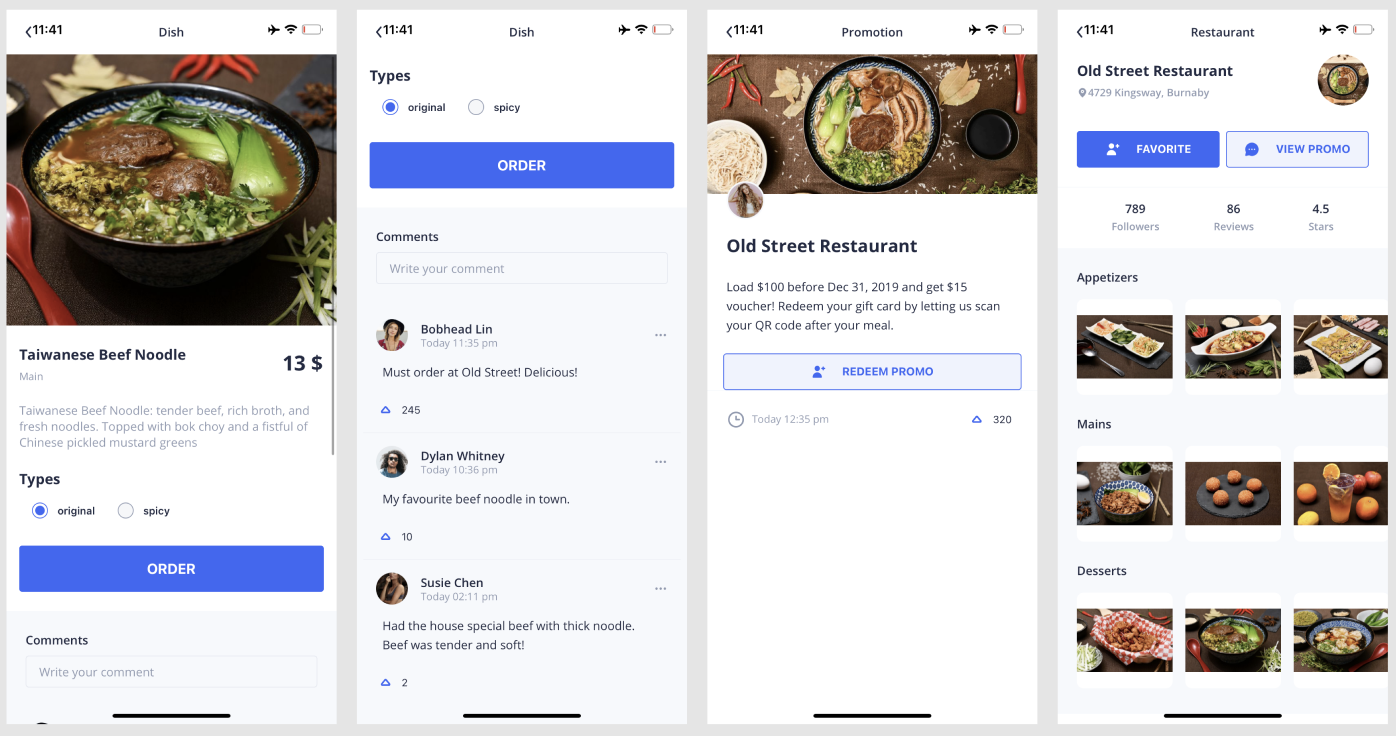 11:41
Dish
Taiwanese Beef Noodle
13 $
Main
Taiwanese Beef Noodle: tender beef, rich broth, and
fresh noodles. Topped with bok choy and a fistful of
Chinese pickled mustard greens
Types
original
spicy
ORDER
Comments
Write your comment
11:41
Dish
Types
original
spicy
ORDER
Comments
Write your comment
Bobhead Lin
Today 11:35 pm
Must order at Old Street! Delicious!
245
Dylan Whitney
Today 10:36 pm
My favourite beef noodle in town.
10
Susie Chen
Today 02:11 pm
Had the house special beef with thick noodle.
Beef was tender and soft!
2
11:41
Promotion
Old Street Restaurant
Load $100 before Dec 31, 2019 and get $15
voucher! Redeem your gift card by letting us scan
your QR code after your meal.
REDEEM PROMO
Today 12:35 pm
320
11:41
Restaurant
Old Street Restaurant
4729 Kingsway, Burnaby
FAVORITE
VIEW PROMO
789
86
4.5
Followers
Reviews
Stars
Appetizers
Mains
Desserts